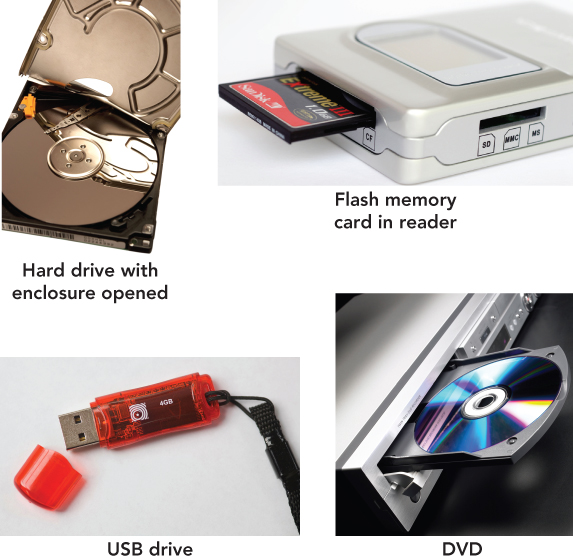 SanDisk
Extreme III
CF
SD
MMC
MS
Flash memory
card in reader
Hard drive with
enclosure opened
4GB
USB drive
DVD